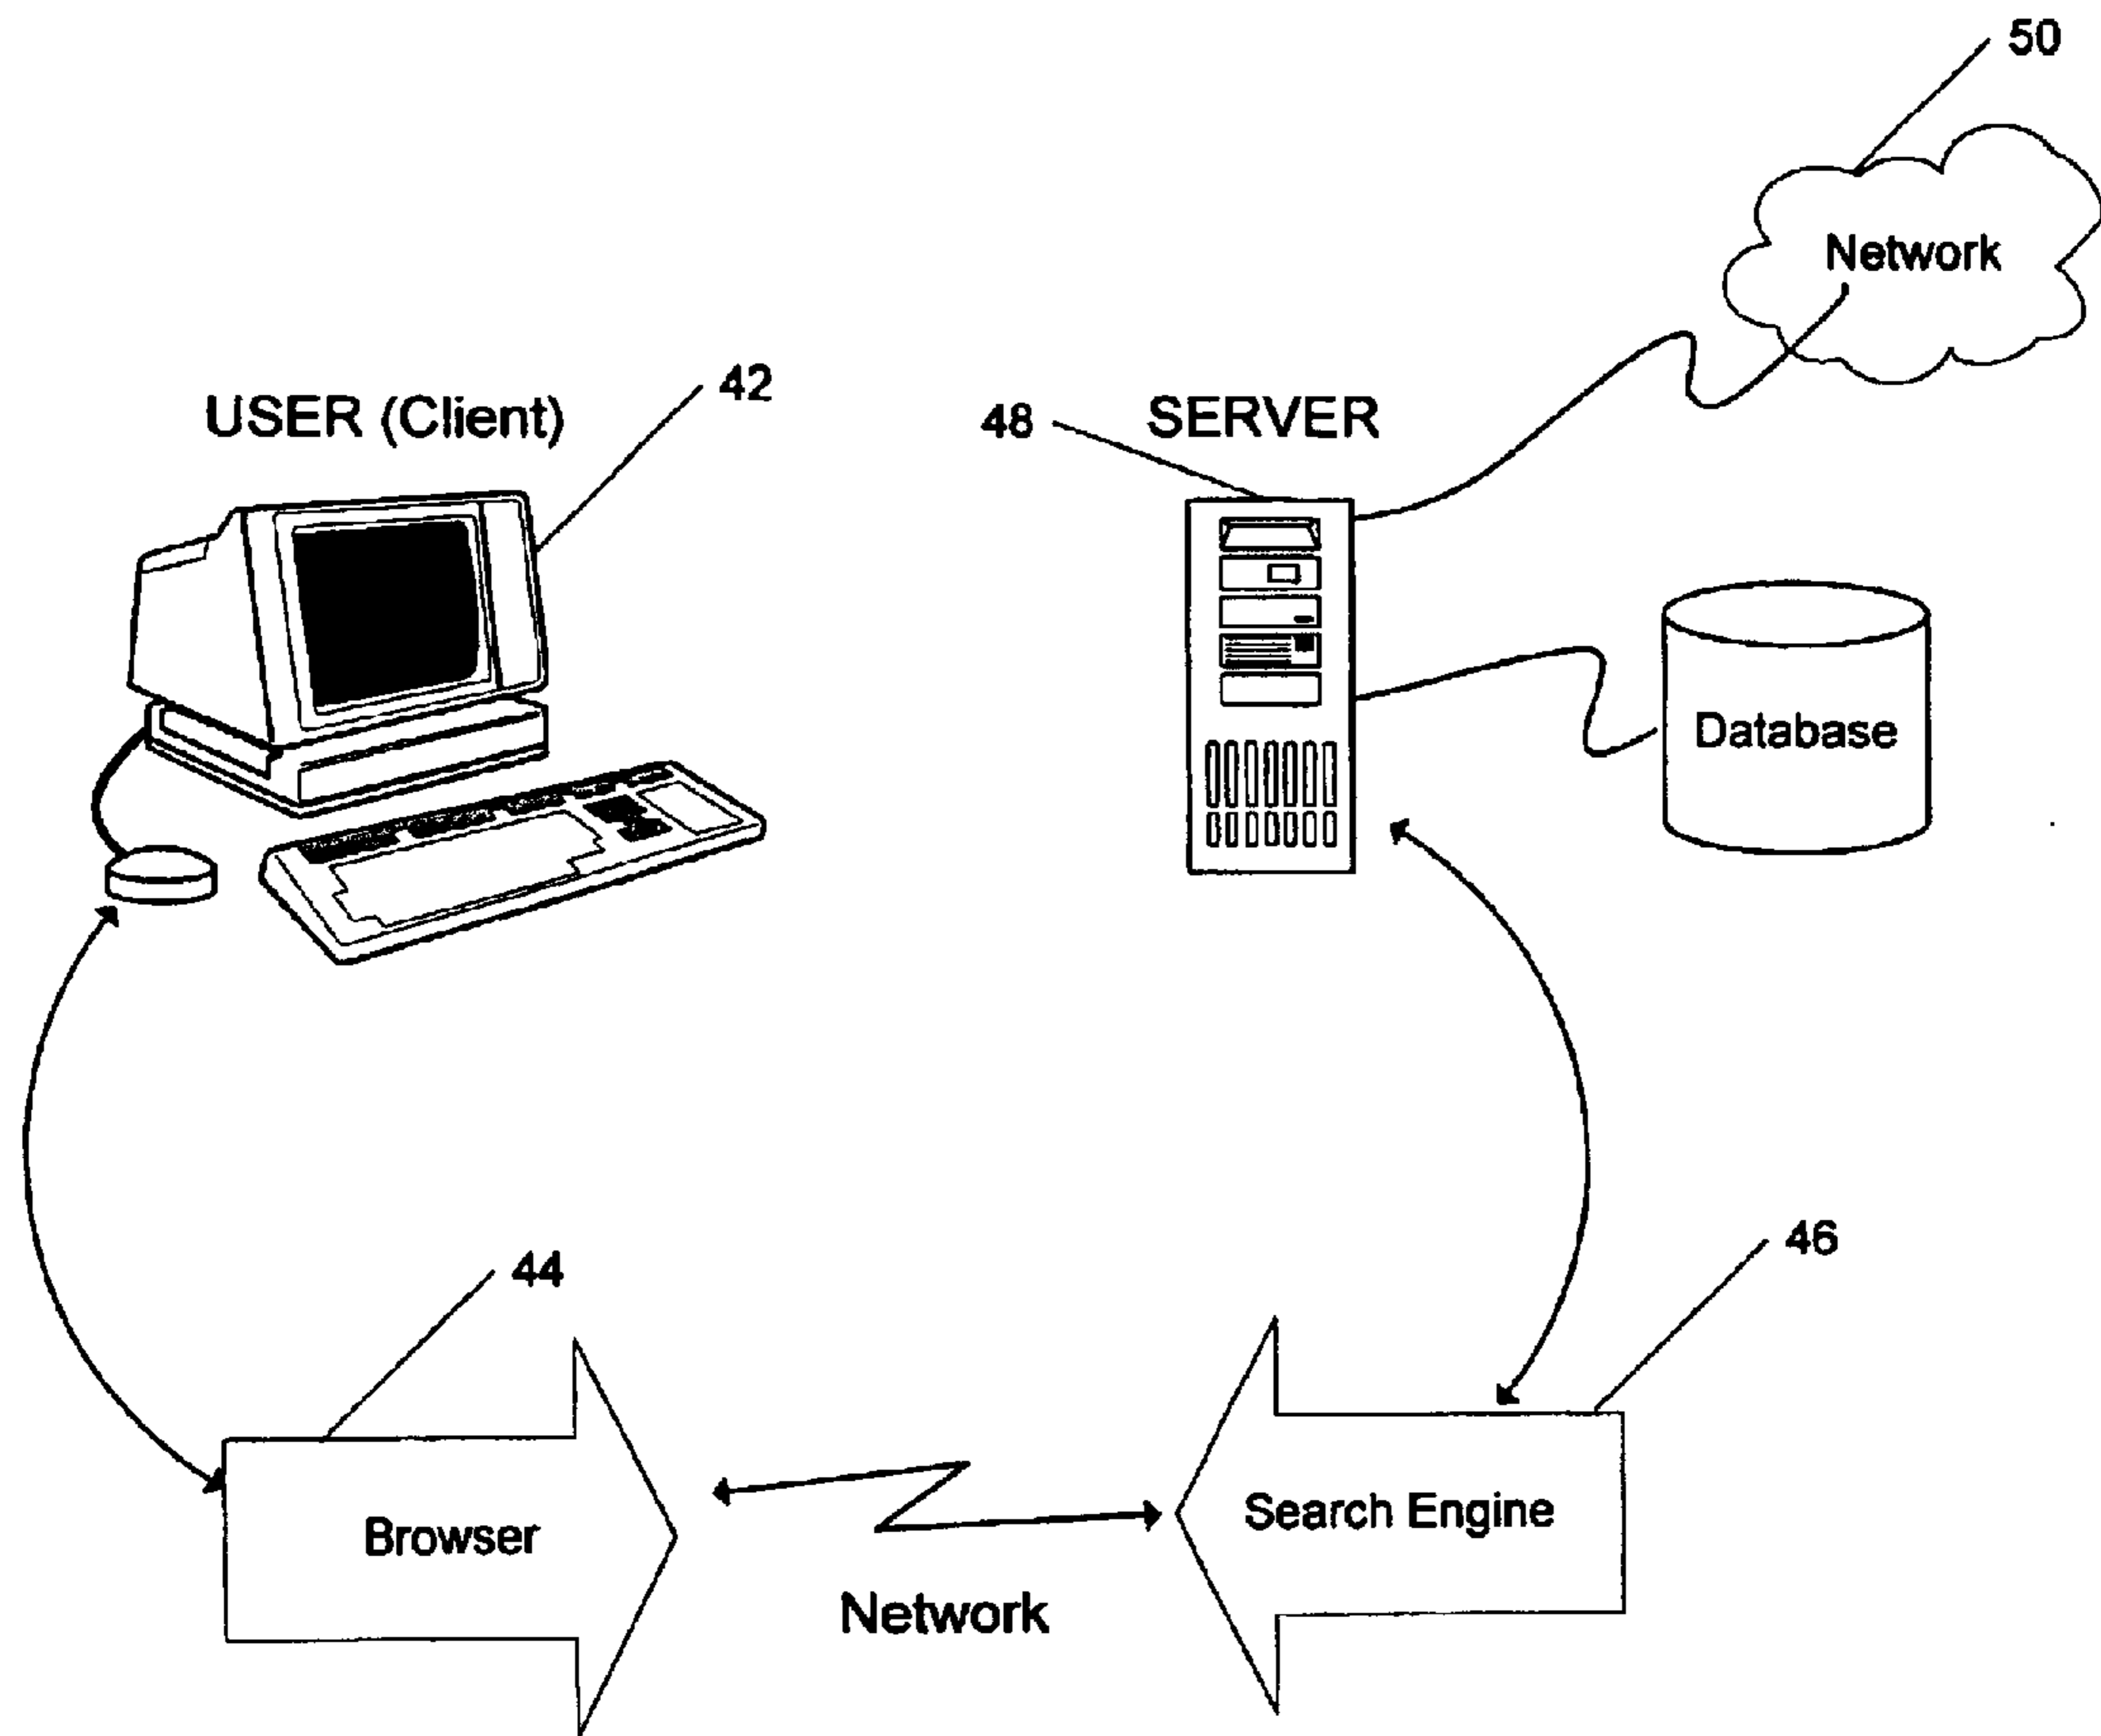 50
Network
42
USER (Client)
48
SERVER
Database
46
44
Search Engine
Browser
Network